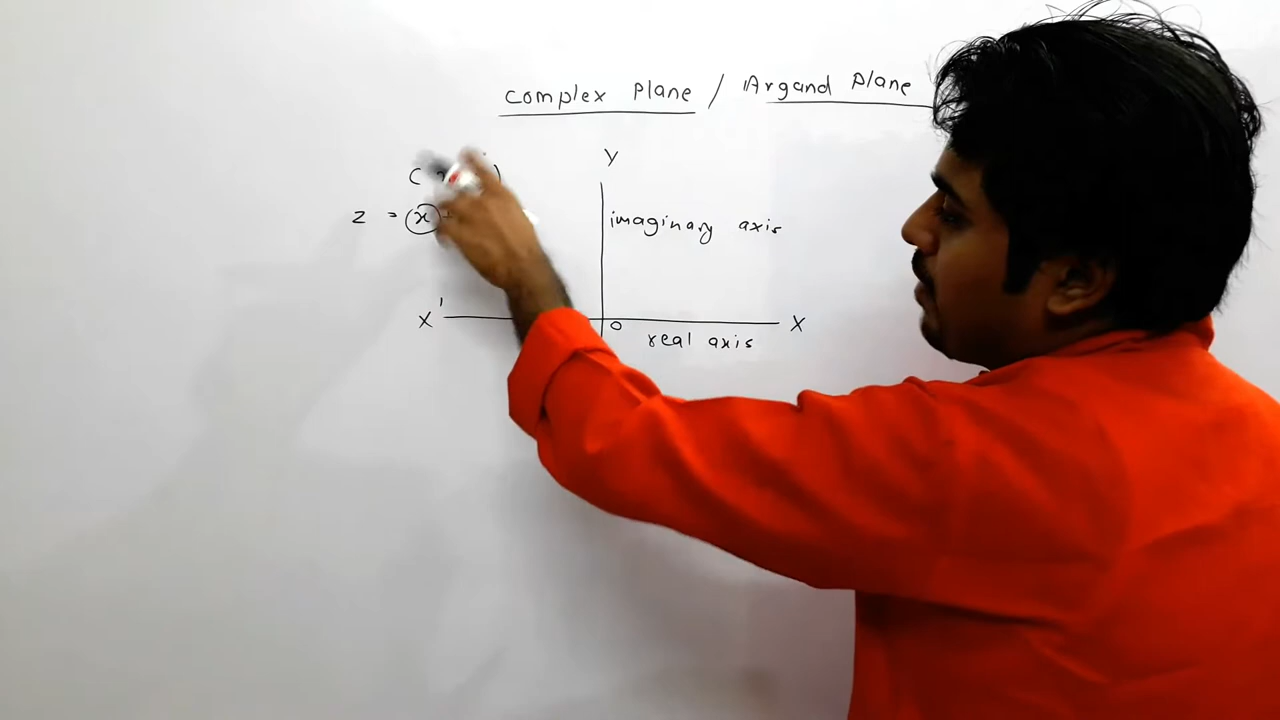 Complex Plane / Argand Plane
Y
( )
z = x +
imaginary axis
X'
O
X
real axis